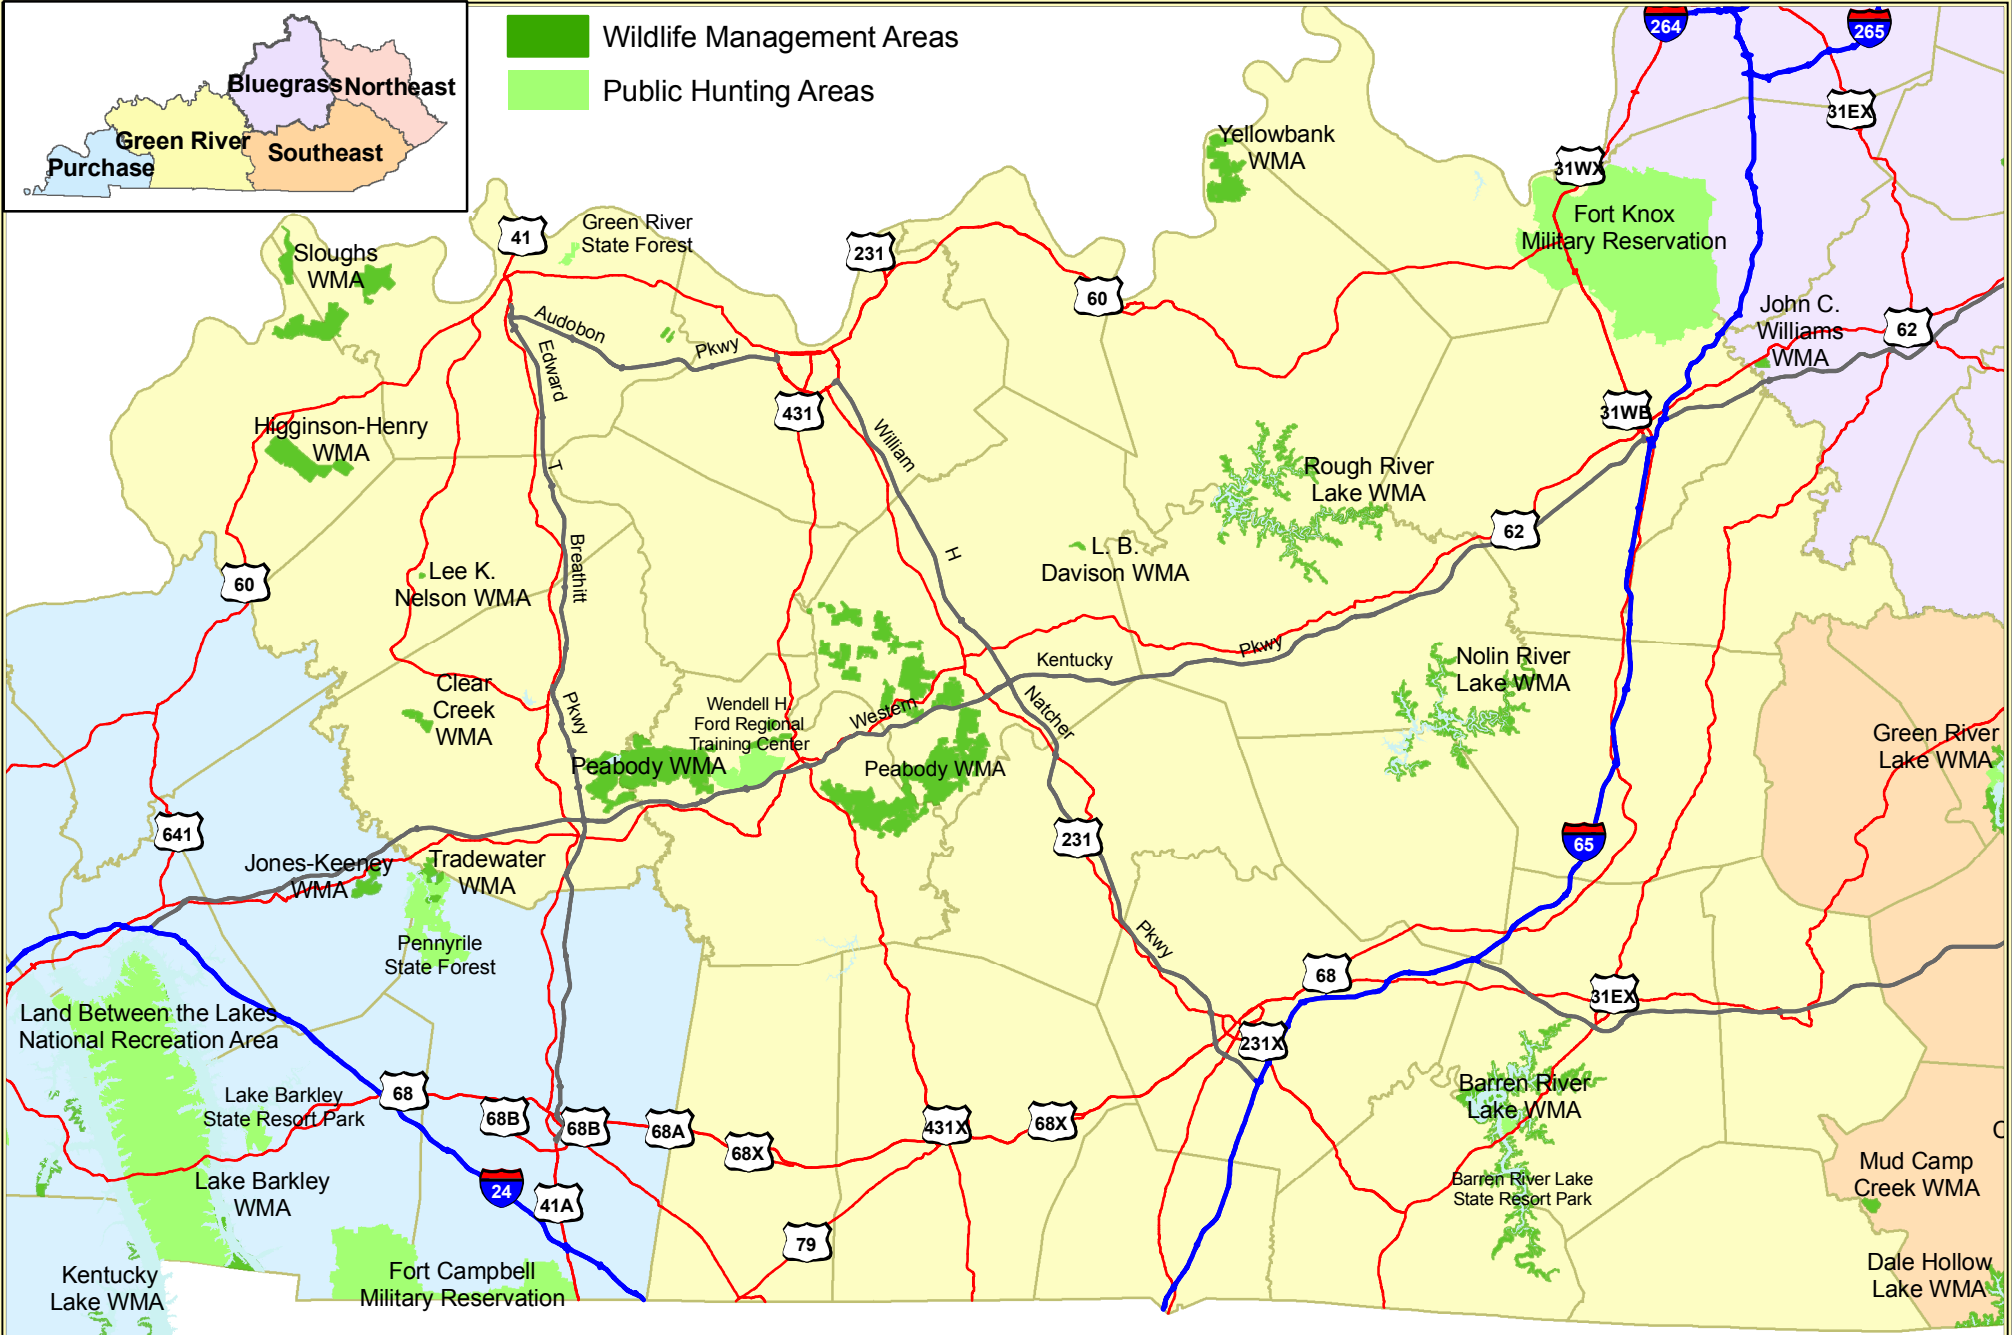 Bluegrass
Northeast
Green River
Southeast
Purchase
Wildlife Management Areas
Public Hunting Areas
264
265
31EX
Yellowbank
WMA
31WX
Fort Knox
Military Reservation
41
Green River
State Forest
231
Sloughs
WMA
60
John C.
Williams
WMA
62
Audobon
Pkwy
Edward
T
Breathitt
Pkwy
431
31WB
William
H
Natcher
Pkwy
Higginson-Henry
WMA
Rough River
Lake WMA
62
L. B.
Davison WMA
60
Lee K.
Nelson WMA
Kentucky
Pkwy
Western
Nolin River
Lake WMA
Clear
Creek
WMA
Wendell H.
Ford Regional
Training Center
Peabody WMA
Peabody WMA
Green River
Lake WMA
641
231
65
Jones-Keeney
WMA
Tradewater
WMA
Pennyrile
State Forest
68
31EX
Land Between the Lakes
National Recreation Area
231X
Lake Barkley
State Resort Park
68
68B
68B
68A
68X
431X
68X
Barren River
Lake WMA
C
Barren River Lake
State Resort Park
Mud Camp
Creek WMA
Lake Barkley
WMA
24
41A
79
Kentucky
Lake WMA
Fort Campbell
Military Reservation
Dale Hollow
Lake WMA